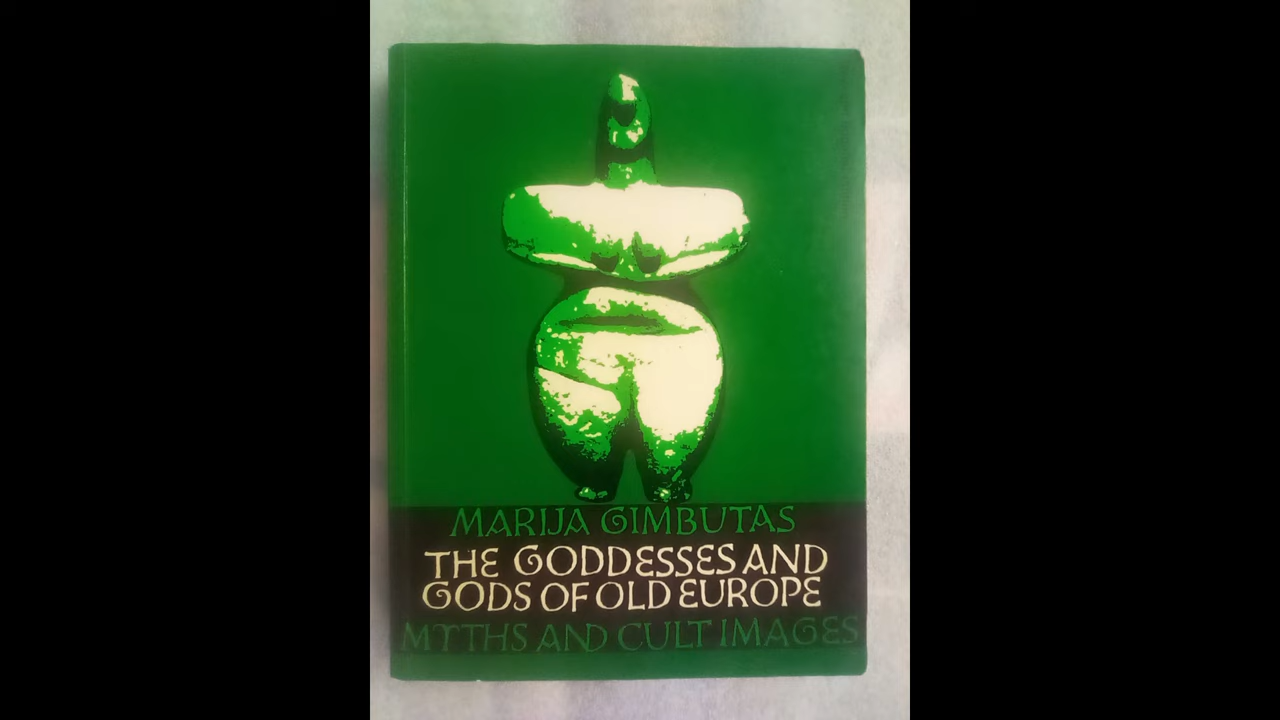 MARIJA GIMBUTAS
THE GODDESSES AND
GODS OF OLD EUROPE
MYTHS AND CULT IMAGES